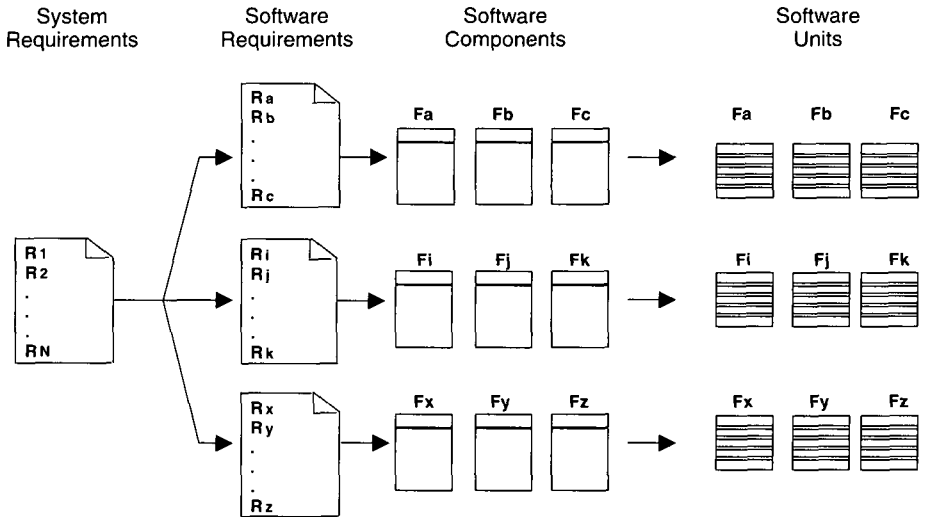 System
Requirements
Software
Requirements
Software
Components
Software
Units
Ra
Rb
.
.
.
Rc
Fa Fb Fc
Fa Fb Fc
R1
R2
.
.
.
RN
Ri
Rj
.
.
.
Rk
Fi Fj Fk
Fi Fj Fk
Rx
Ry
.
.
.
Rz
Fx Fy Fz
Fx Fy Fz